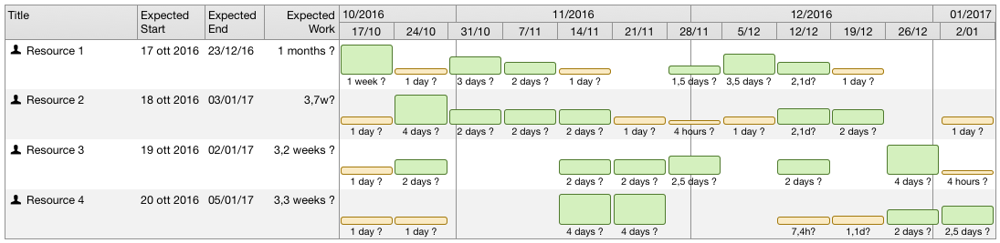 Title Expected Start Expected End Expected Work 10/2016 11/2016 12/2016 01/2017
17/10 24/10 31/10 7/11 14/11 21/11 28/11 5/12 12/12 19/12 26/12 2/01
Resource 1 17 ott 2016 23/12/16 1 months ?
1 week ? 1 day ? 3 days ? 2 days ? 1 day ? 1,5 days ? 3,5 days ? 2,1d? 1 day ?
Resource 2 18 ott 2016 03/01/17 3,7w?
1 day ? 4 days ? 2 days ? 2 days ? 2 days ? 1 day ? 4 hours ? 1 day ? 2,1d? 2 days ? 1 day ?
Resource 3 19 ott 2016 02/01/17 3,2 weeks ?
1 day ? 2 days ? 2 days ? 2 days ? 2,5 days ? 2 days ? 4 days ? 4 hours ?
Resource 4 20 ott 2016 05/01/17 3,3 weeks ?
1 day ? 1 day ? 4 days ? 4 days ? 7,4h? 1,1d? 2 days ? 2,5 days ?